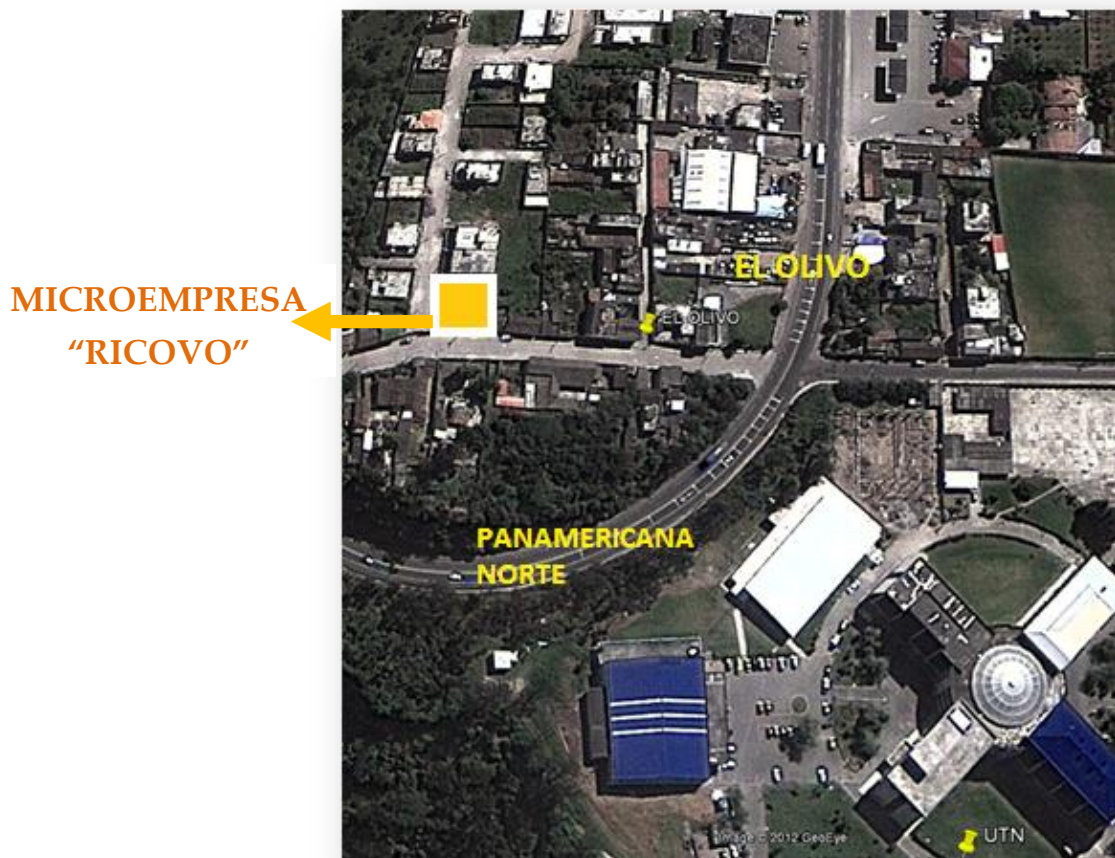 EL OLIVO
MICROEMPRESA
“RICOVO”
EL OLIVO
PANAMERICANA
NORTE
Image © 2012 GeoEye
UTN